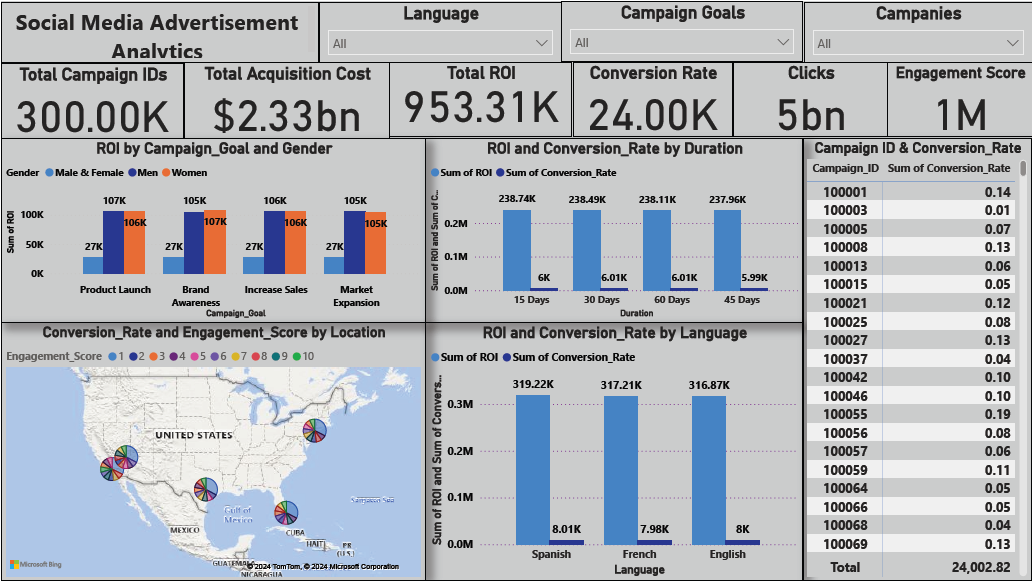 Social Media Advertisement
Analytics
Language
All
Campaign Goals
All
Companies
All
Total Campaign IDs
300.00K
Total Acquisition Cost
$2.33bn
Total ROI
953.31K
Conversion Rate
24.00K
Clicks
5bn
Engagement Score
1M
ROI by Campaign_Goal and Gender
Gender Male & Female Men Women
Sum of ROI
100K
50K
0K
27K 107K 106K
27K 105K 107K
27K 106K 106K
27K 105K 105K
Product Launch
Brand
Awareness
Increase Sales
Market
Expansion
Campaign_Goal
ROI and Conversion_Rate by Duration
Sum of ROI Sum of Conversion_Rate
Sum of ROI and Sum of C...
0.2M
0.1M
0.0M
238.74K 6K
238.49K 6.01K
238.11K 6.01K
237.96K 5.99K
15 Days 30 Days 60 Days 45 Days
Duration
Conversion_Rate and Engagement_Score by Location
Engagement_Score 1 2 3 4 5 6 7 8 9 10
UNITED STATES
Gulf of
Mexico
Sargasso Sea
MEXICO
CUBA
HAITI
PR
(U.S.)
GUATEMALA
NICARAGUA
Microsoft Bing
© 2024 TomTom, © 2024 Microsoft Corporation
ROI and Conversion_Rate by Language
Sum of ROI Sum of Conversion_Rate
Sum of ROI and Sum of Convers...
0.3M
0.2M
0.1M
0.0M
319.22K 8.01K
317.21K 7.98K
316.87K 8K
Spanish French English
Language
Campaign ID & Conversion_Rate
Campaign_ID Sum of Conversion_Rate
100001 0.14
100003 0.01
100005 0.07
100008 0.13
100013 0.06
100015 0.05
100021 0.12
100025 0.08
100027 0.13
100037 0.04
100042 0.10
100046 0.10
100055 0.19
100056 0.08
100057 0.06
100059 0.11
100064 0.05
100066 0.05
100068 0.04
100069 0.13
Total 24,002.82